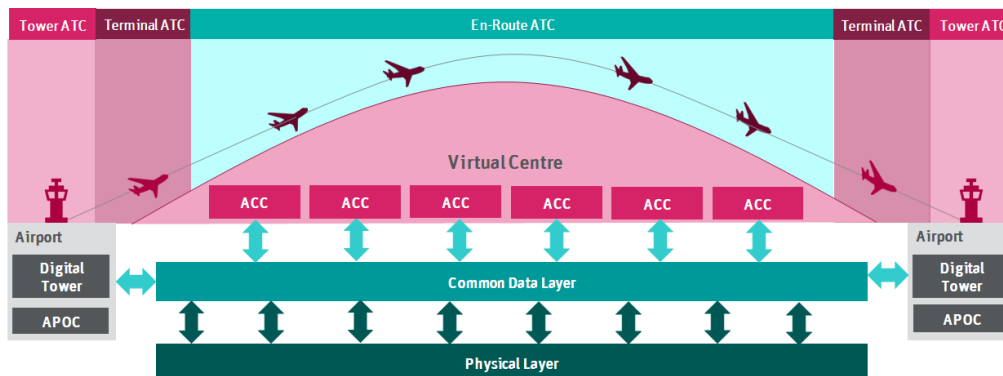 Tower ATC
Terminal ATC
En-Route ATC
Terminal ATC
Tower ATC
Virtual Centre
ACC
ACC
ACC
ACC
ACC
ACC
Airport
Digital
Tower
APOC
Common Data Layer
Physical Layer
Airport
Digital
Tower
APOC